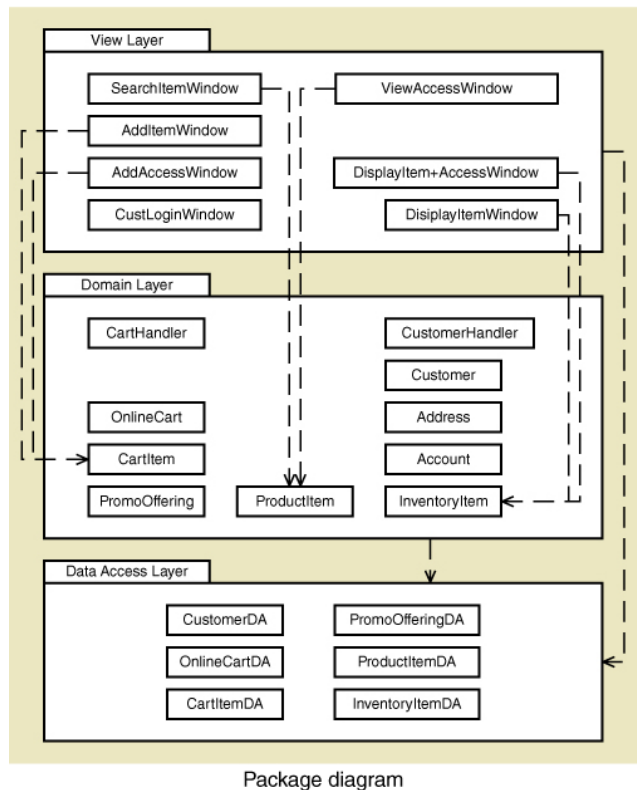 View Layer
SearchItemWindow
ViewAccessWindow
AddItemWindow
AddAccessWindow
DisplayItem+AccessWindow
CustLoginWindow
DisiplayItemWindow
Domain Layer
CartHandler
CustomerHandler
Customer
OnlineCart
Address
CartItem
Account
PromoOffering
ProductItem
InventoryItem
Data Access Layer
CustomerDA
PromoOfferingDA
OnlineCartDA
ProductItemDA
CartItemDA
InventoryItemDA
Package diagram